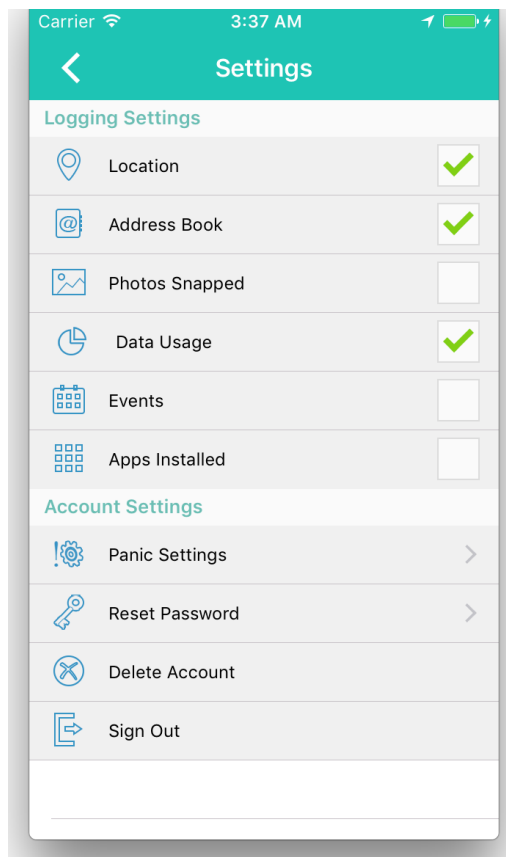 Carrier 3:37 AM
Settings
Logging Settings
Location
Address Book
Photos Snapped
Data Usage
Events
Apps Installed
Account Settings
Panic Settings
Reset Password
Delete Account
Sign Out